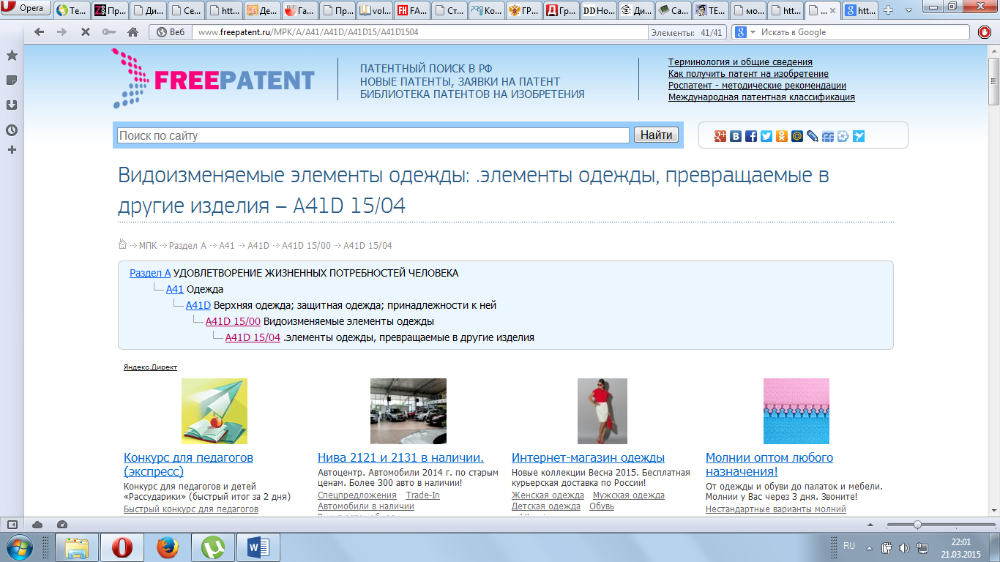 Opera
Те...
Пр...
Ди...
Се...
htt...
Де...
Га...
Пр...
vol...
FA...
Ст...
Ко...
ГР...
Гр...
DD Но...
Ди...
Са...
ТЕ...
мо...
htt...
...
htt...
Веб
www.freepatent.ru/MPK/A/A41/A41D/A41D15/A41D1504
Элементы: 41/41
Искать в Google
FREEPATENT
ПАТЕНТНЫЙ ПОИСК В РФ
НОВЫЕ ПАТЕНТЫ, ЗАЯВКИ НА ПАТЕНТ
БИБЛИОТЕКА ПАТЕНТОВ НА ИЗОБРЕТЕНИЯ
Терминология и общие сведения
Как получить патент на изобретение
Роспатент - методические рекомендации
Международная патентная классификация
Поиск по сайту
Найти
Видоизменяемые элементы одежды: .элементы одежды, превращаемые в
другие изделия – A41D 15/04
МПК Раздел A A41 A41D A41D 15/00 A41D 15/04
Раздел A УДОВЛЕТВОРЕНИЕ ЖИЗНЕННЫХ ПОТРЕБНОСТЕЙ ЧЕЛОВЕКА
A41 Одежда
A41D Верхняя одежда; защитная одежда; принадлежности к ней
A41D 15/00 Видоизменяемые элементы одежды
A41D 15/04 .элементы одежды, превращаемые в другие изделия
Яндекс.Директ
Конкурс для педагогов
(экспресс)
Конкурс для педагогов и детей
«Рассударики» (быстрый итог за 2 дня)
Быстрый конкурс для педагогов
Нива 2121 и 2131 в наличии.
Автоцентр. Автомобили 2014 г. по старым
ценам. Более 300 авто в наличии!
Спецпредложения Trade-In
Автомобили в наличии
Интернет-магазин одежды
Новые коллекции Весна 2015. Бесплатная
курьерская доставка по России!
Женская одежда Мужская одежда
Детская одежда Обувь
Молнии оптом любого
назначения!
От одежды и обуви до палаток и мебели.
Молнии у Вас через 3 дня. Звоните!
Нестандартные варианты молний
RU
22:01
21.03.2015